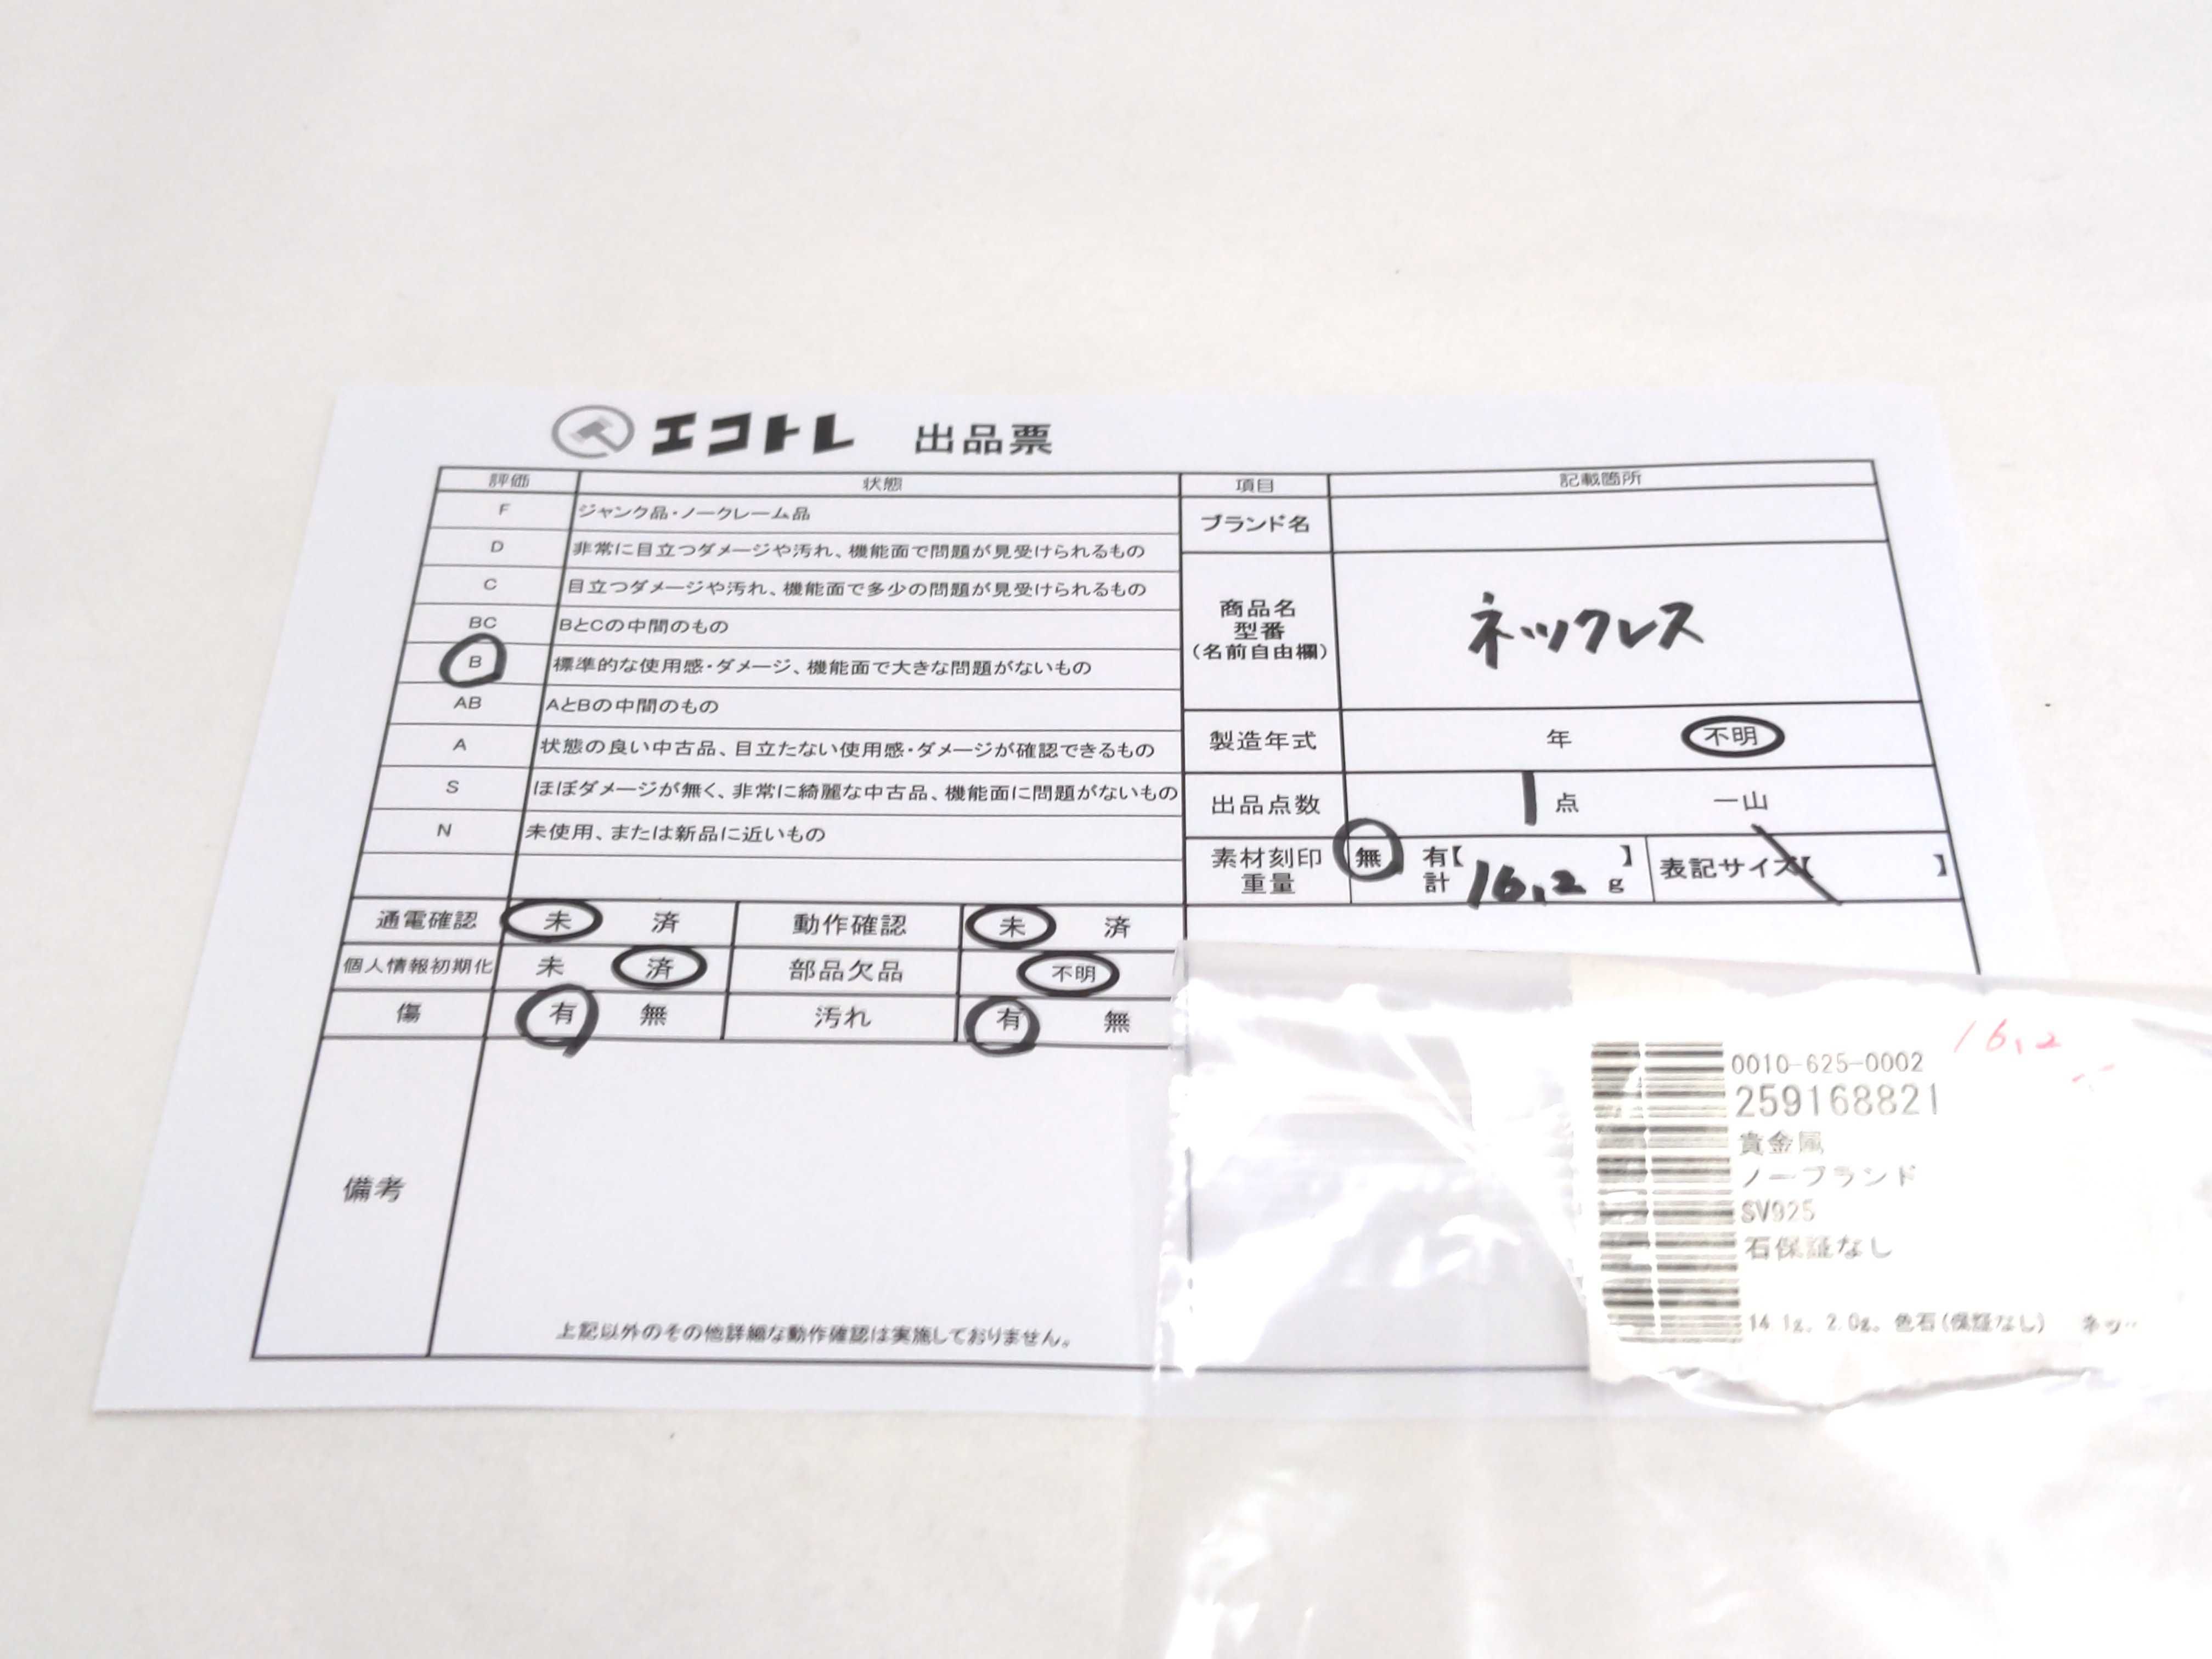 エコトレ 出品票
評価 状態 項目 記載箇所
F ジャンク品・ノークレーム品
D 非常に目立つダメージや汚れ、機能面で問題が見受けられるもの
C 目立つダメージや汚れ、機能面で多少の問題が見受けられるもの
BC BとCの中間のもの
B 標準的な使用感・ダメージ、機能面で大きな問題がないもの
AB AとBの中間のもの
A 状態の良い中古品、目立たない使用感・ダメージが確認できるもの
S ほぼダメージが無く、非常に綺麗な中古品、機能面に問題がないもの
N 未使用、または新品に近いもの
ブランド名
商品名
型番
(名前自由欄)
ネックレス
製造年式 年 不明
出品点数 1 点 一山
素材刻印 無 有【 】 表記サイズ【 】
重量 計 16.2 g
通電確認 未 済 動作確認 未 済
個人情報初期化 未 済 部品欠品 不明
傷 有 無 汚れ 有 無
備考
上記以外のその他詳細な動作確認は実施しておりません。
16.2
0010-625-0002
259168821
貴金属
ノーブランド
SV925
石保証なし
14.1g、2.0g、色石(保証なし) ネッ…